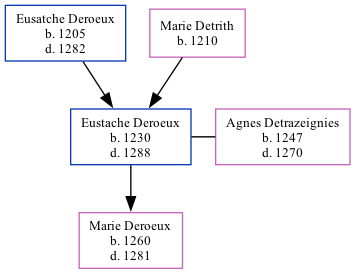 Eusatche Deroeux
b. 1205
d. 1282
Marie Detrith
b. 1210
Eustache Deroeux
b. 1230
d. 1288
Agnes Detrazeignies
b. 1247
d. 1270
Marie Deroeux
b. 1260
d. 1281